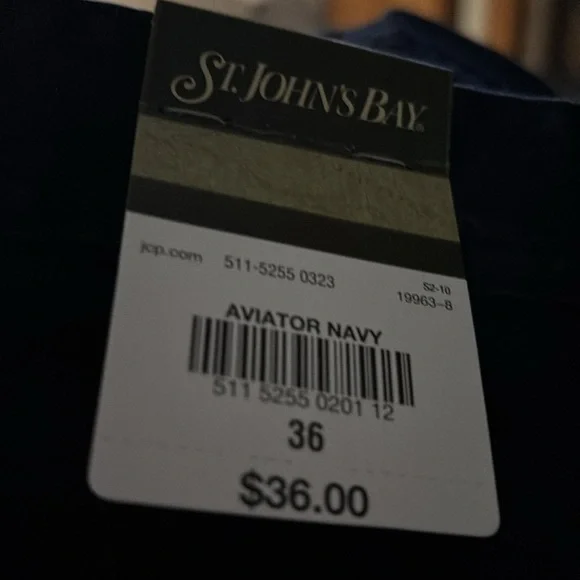 ST. JOHN'S BAY®
jcp.com 511-5255 0323 S2-10
19963-8
AVIATOR NAVY
511 5255 0201 12
36
$36.00